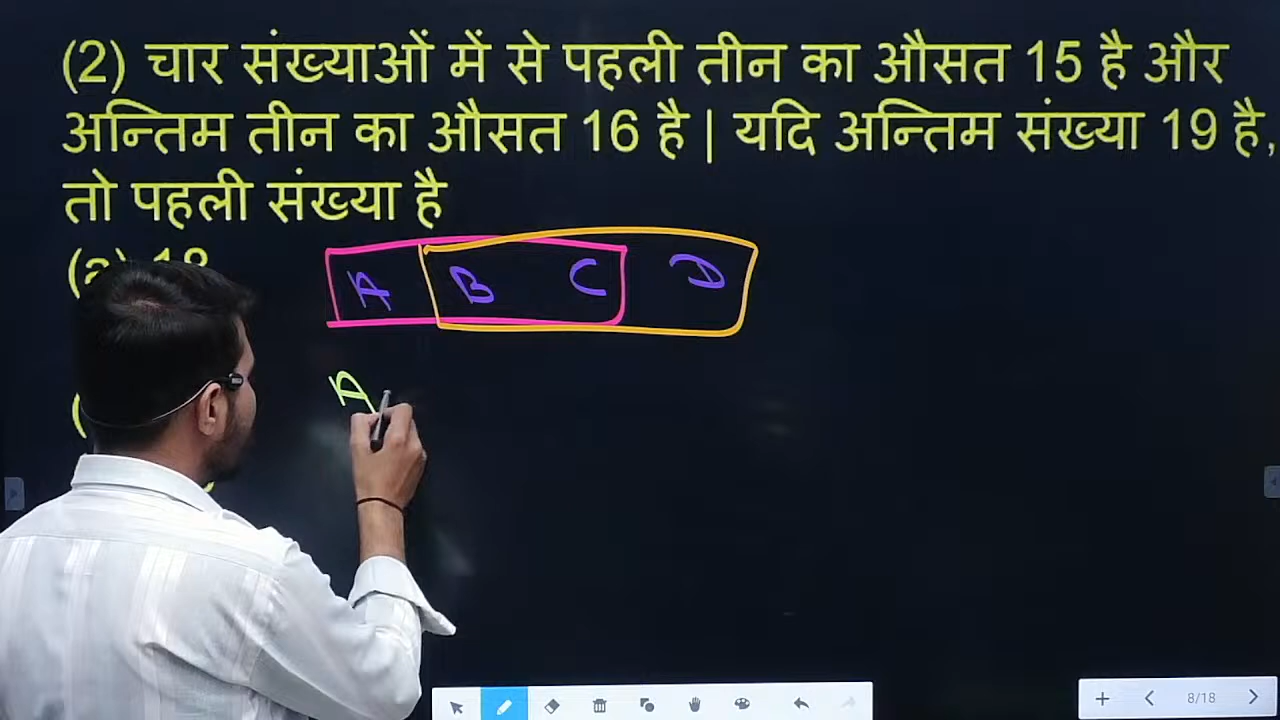 (2) चार संख्याओं में से पहली तीन का औसत 15 है और
अन्तिम तीन का औसत 16 है | यदि अन्तिम संख्या 19 है,
तो पहली संख्या है
A B C D
A
8/18